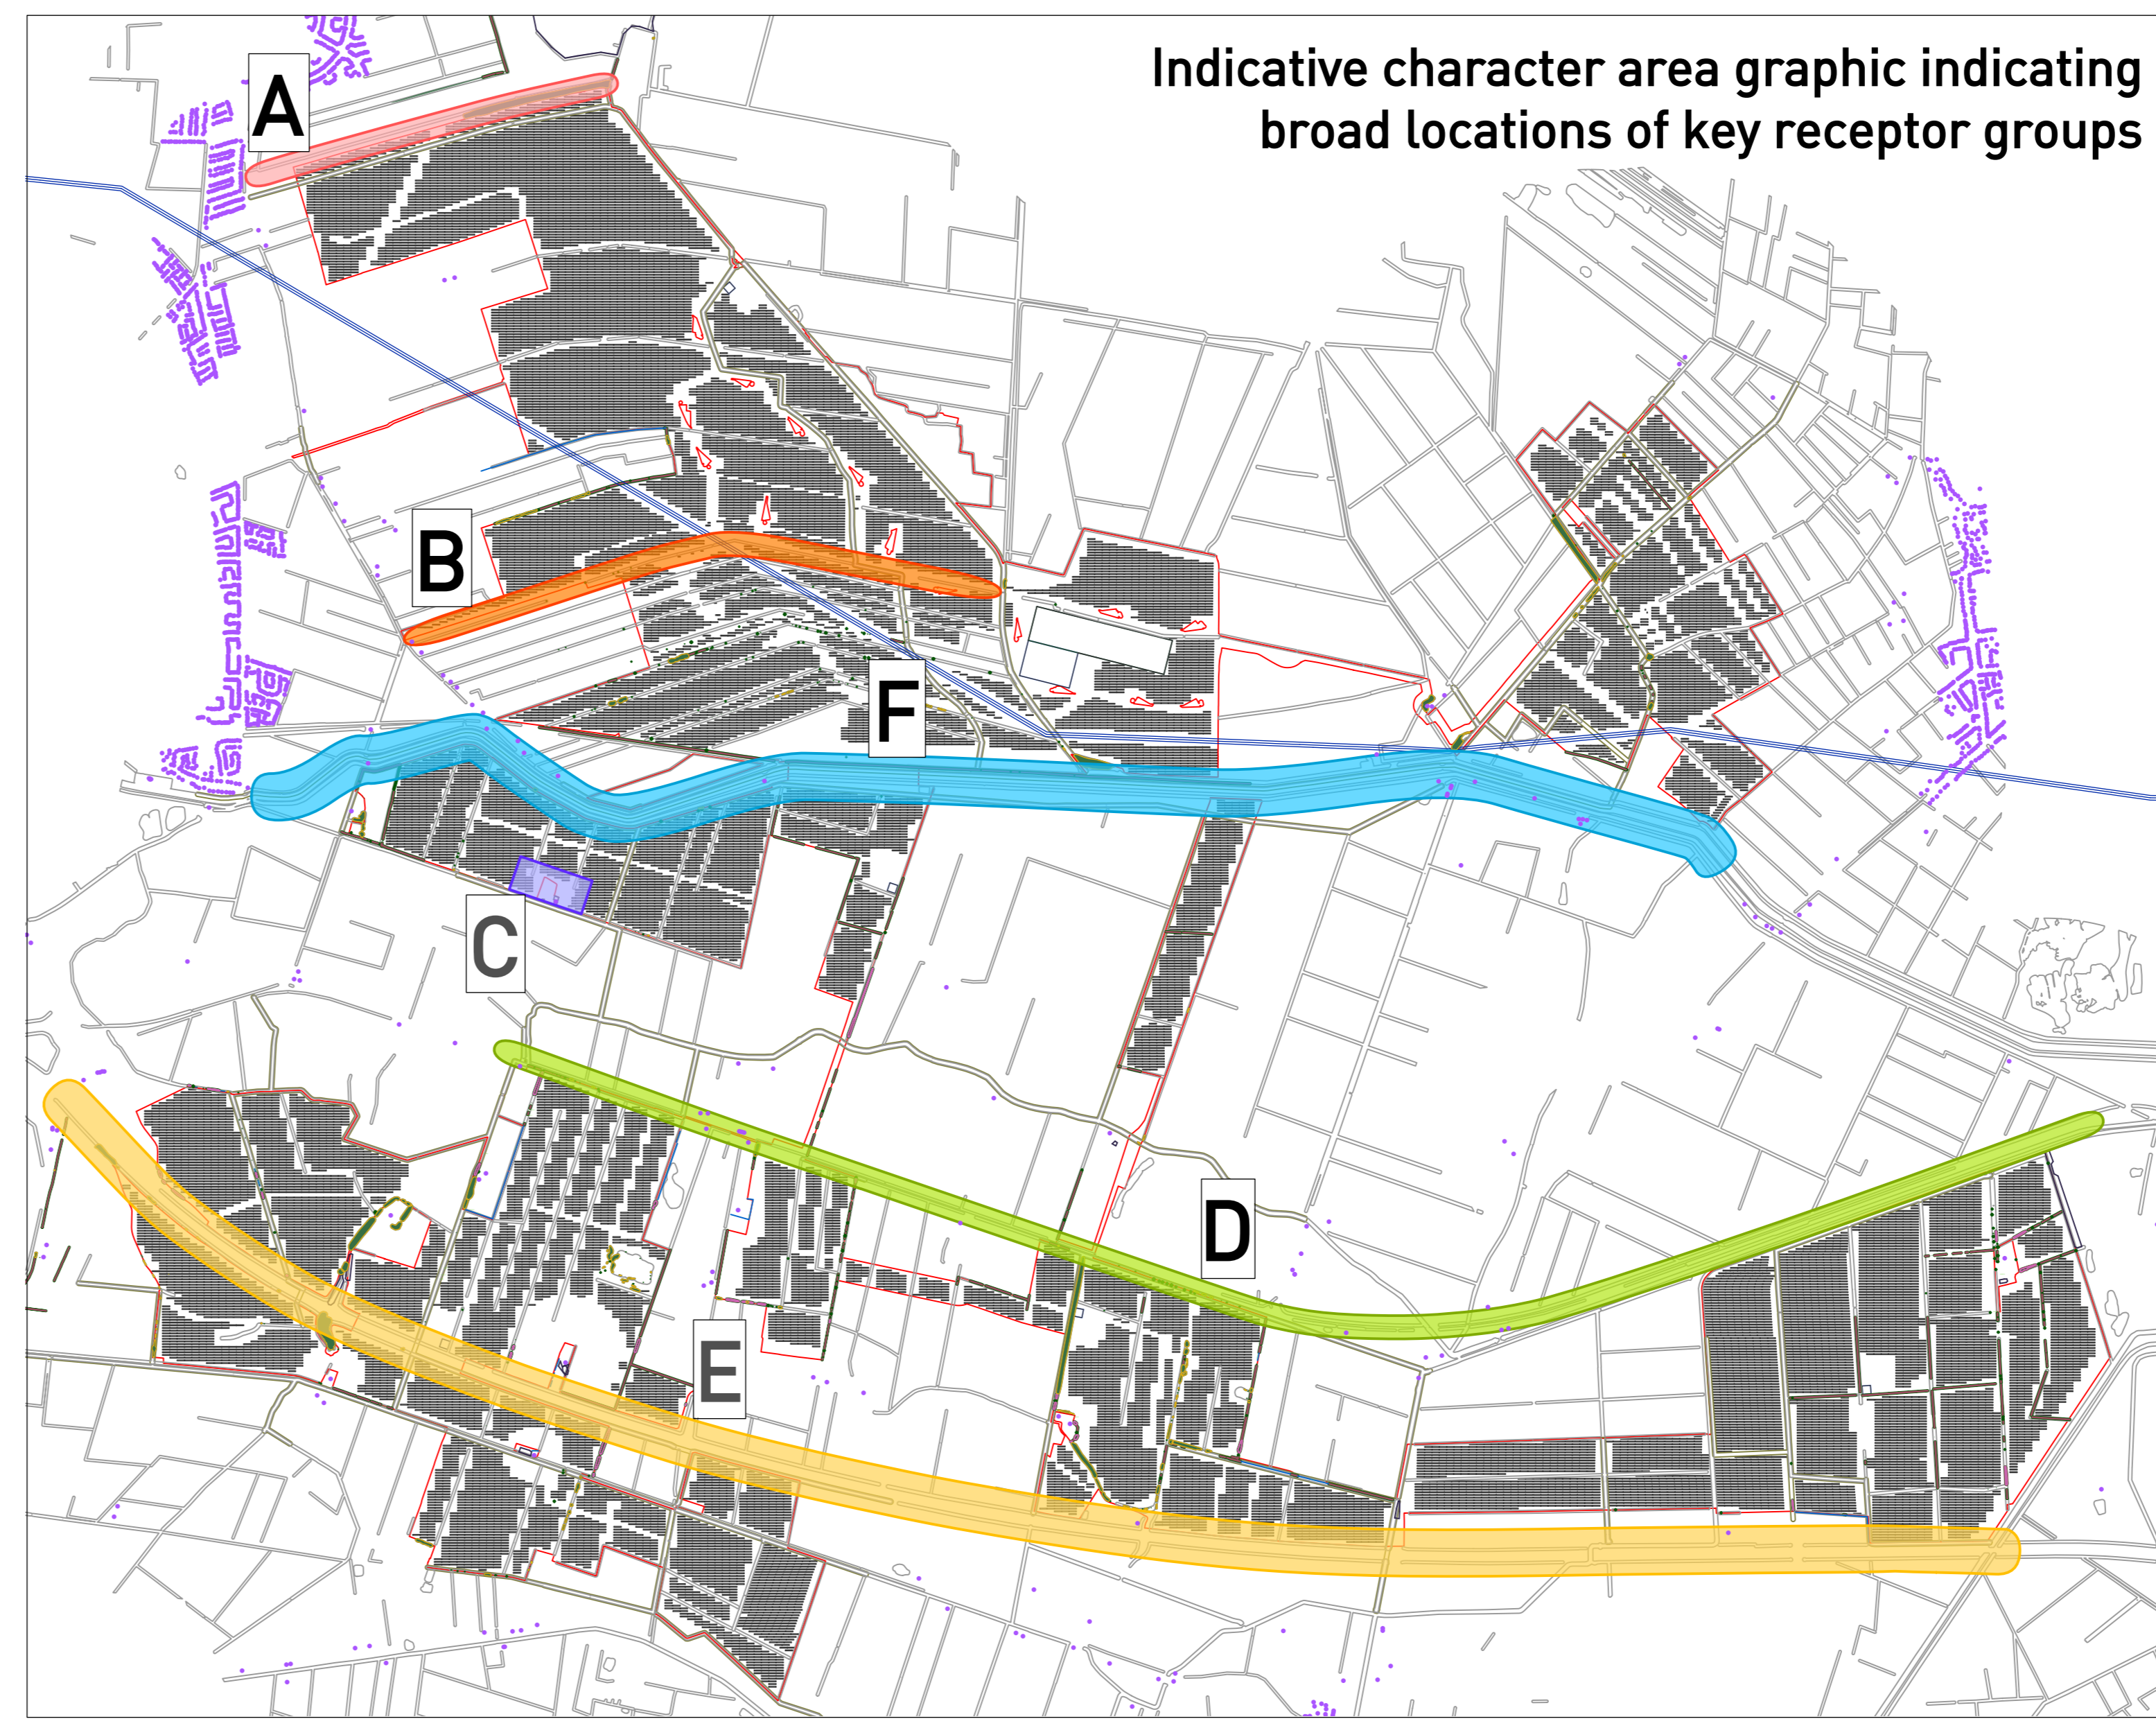 Indicative character area graphic indicating
broad locations of key receptor groups
A
B
F
C
D
E